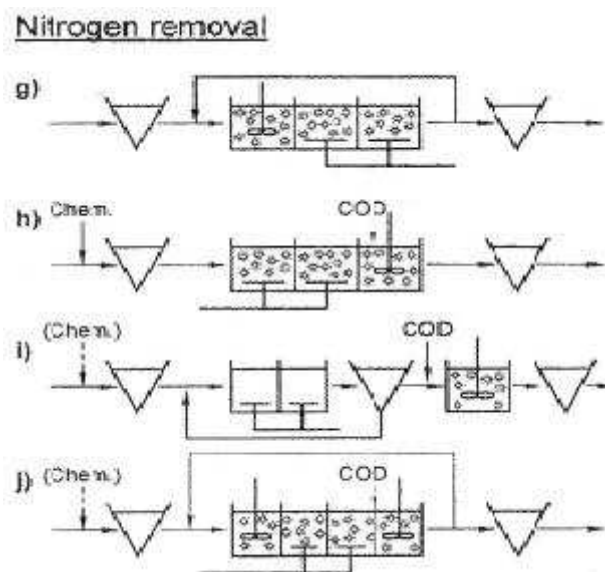 Nitrogen removal
g)
h) Chem. COD
i) (Chem.) COD
j) (Chem.) COD